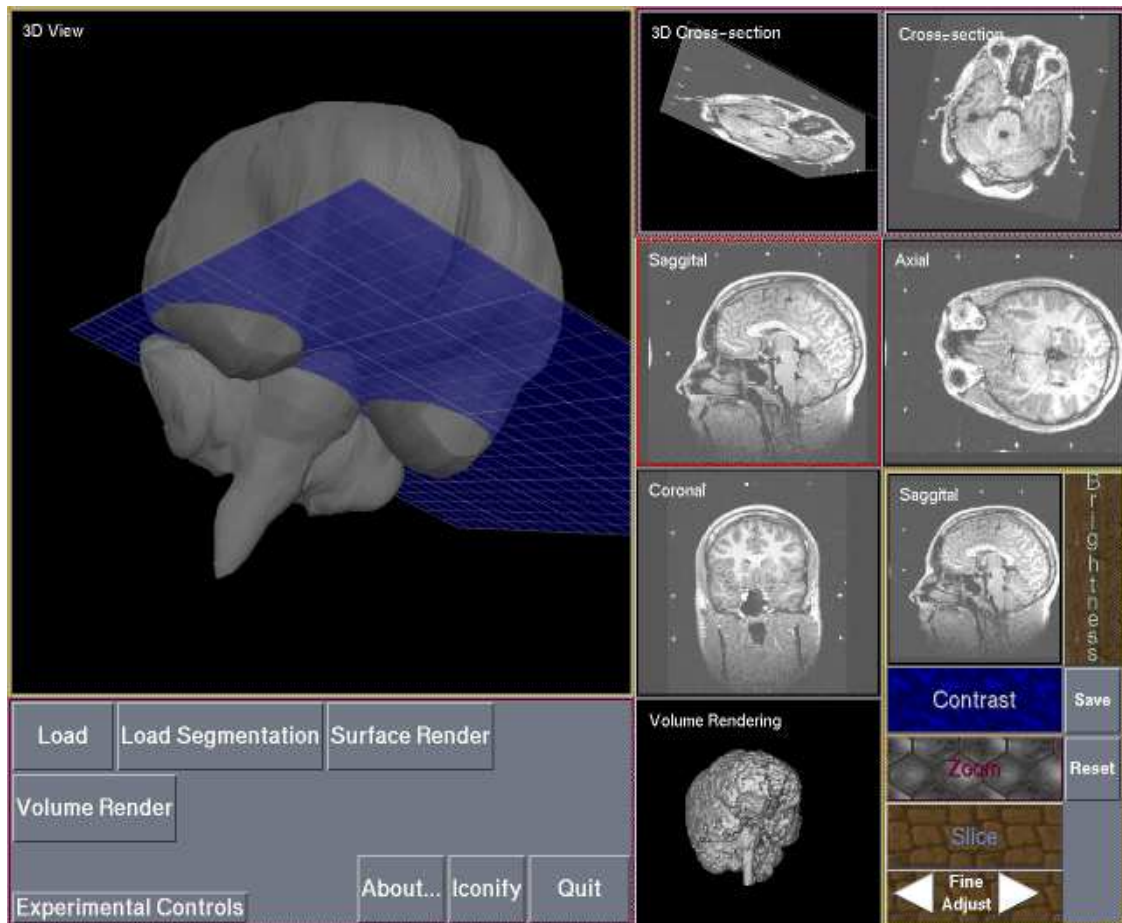 3D View
3D Cross-section
Cross-section
Saggital
Axial
Coronal
Saggital
Brightness
Contrast
Save
Zoom
Reset
Slice
Fine
Adjust
Volume Rendering
Load
Load Segmentation
Surface Render
Volume Render
About...
Iconify
Quit
Experimental Controls